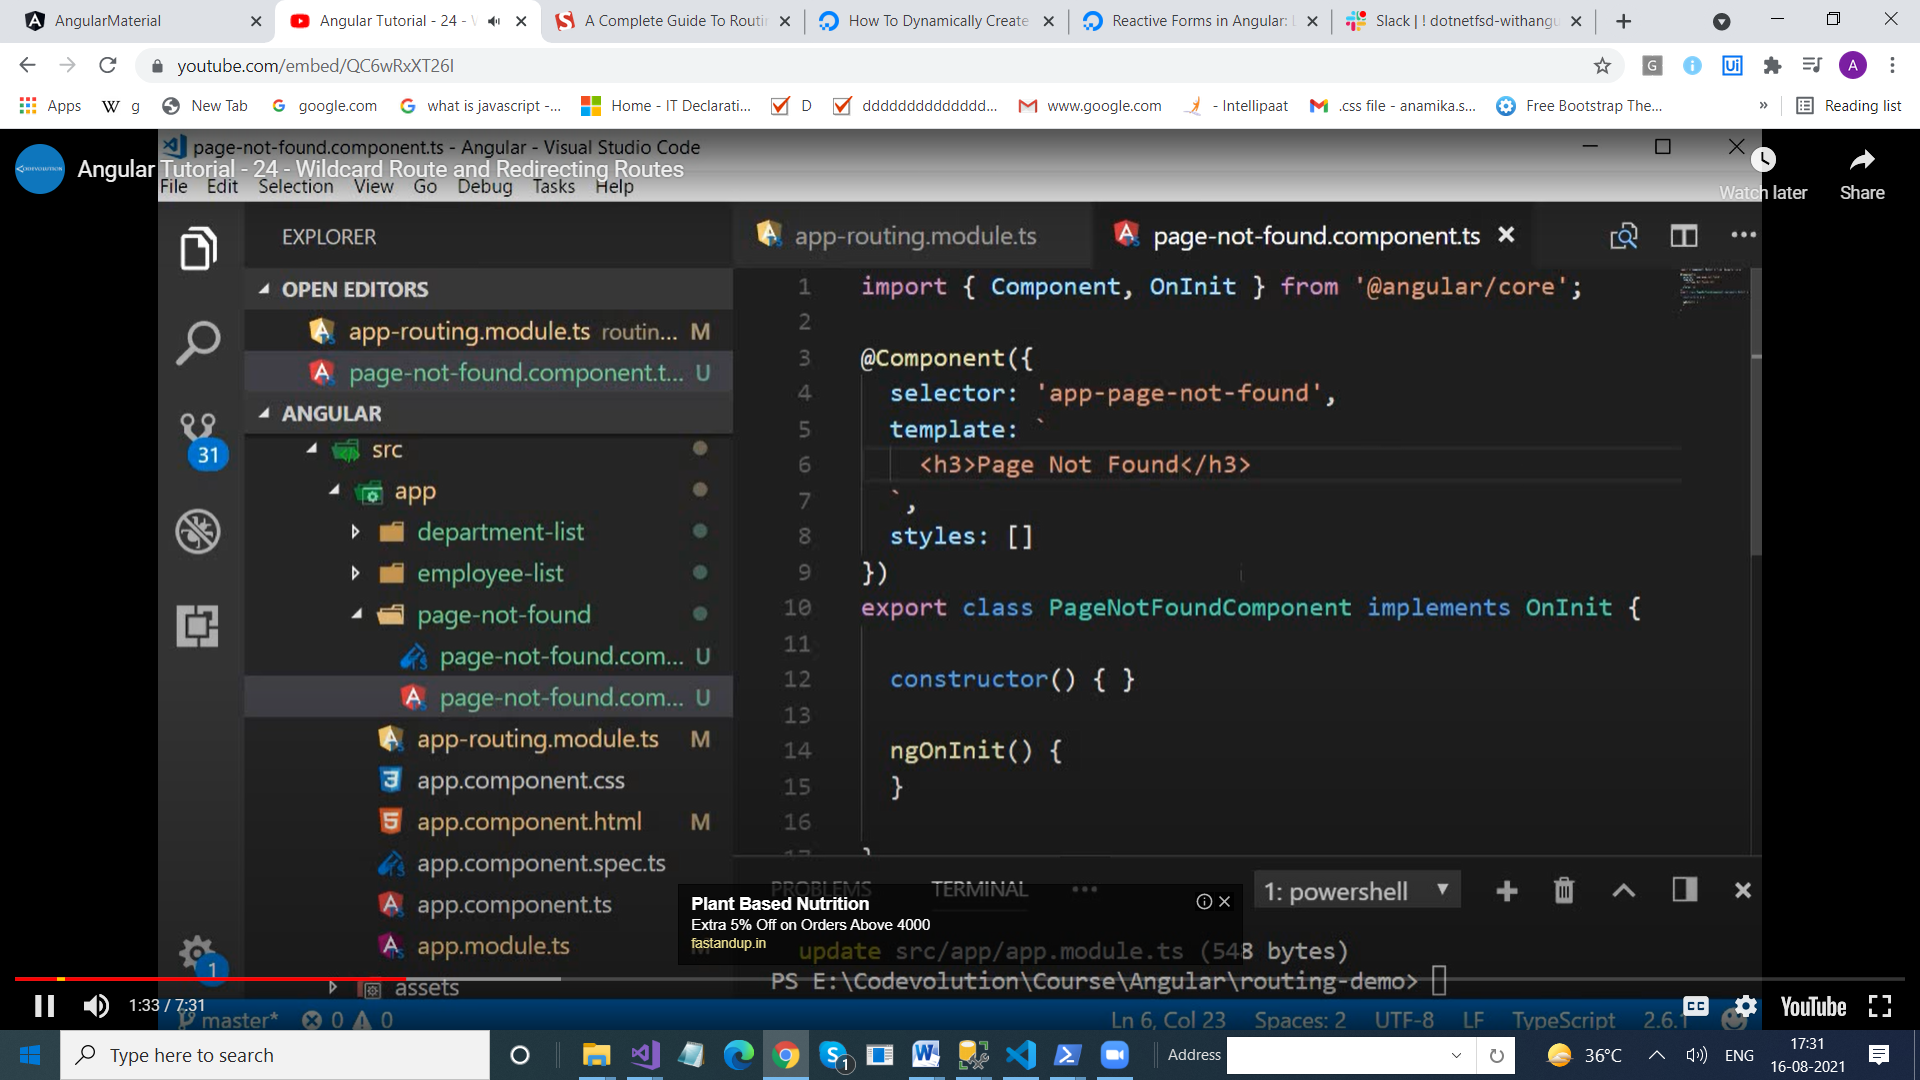 AngularMaterial
Angular Tutorial - 24 -
A Complete Guide To Routi
How To Dynamically Create
Reactive Forms in Angular:
Slack | ! dotnetfsd-withangu
youtube.com/embed/QC6wRxXT26I
Apps
g
New Tab
google.com
what is javascript -...
Home - IT Declarati...
D
ddddddddddddddd...
www.google.com
- Intellipaat
.css file - anamika.s...
Free Bootstrap The...
»
Reading list
page-not-found.component.ts - Angular - Visual Studio Code
Angular Tutorial - 24 - Wildcard Route and Redirecting Routes
File Edit Selection View Go Debug Tasks Help
Watch later
Share
EXPLORER
OPEN EDITORS
app-routing.module.ts routin... M
page-not-found.component.t... U
ANGULAR
src
app
department-list
employee-list
page-not-found
page-not-found.com... U
page-not-found.com... U
app-routing.module.ts M
app.component.css
app.component.html M
app.component.spec.ts
app.component.ts
app.module.ts
assets
31
1
app-routing.module.ts
page-not-found.component.ts
1 import { Component, OnInit } from '@angular/core';
2
3 @Component({
4 selector: 'app-page-not-found',
5 template: `
6 <h3>Page Not Found</h3>
7 `,
8 styles: []
9 })
10 export class PageNotFoundComponent implements OnInit {
11
12 constructor() { }
13
14 ngOnInit() {
15 }
16
17 }
PROBLEMS TERMINAL ...
1: powershell
Plant Based Nutrition
Extra 5% Off on Orders Above 4000
fastandup.in
update src/app/app.module.ts (548 bytes)
PS E:\Codevolution\Course\Angular\routing-demo>
1:33 / 7:31
YouTube
master* 0 0
Ln 6, Col 23 Spaces: 2 UTF-8 LF TypeScript 2.6.1
Type here to search
1
Address
36°C
ENG
17:31
16-08-2021